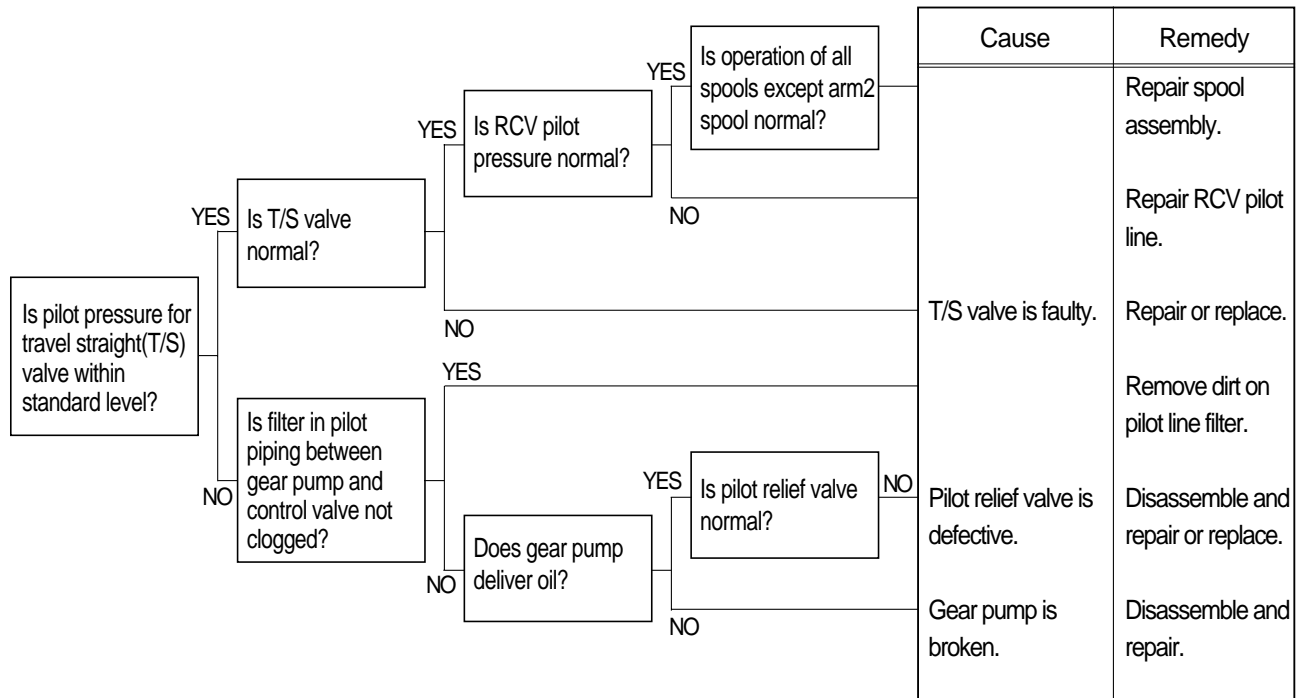 Is pilot pressure for
travel straight(T/S)
valve within
standard level?
YES
NO
Is T/S valve
normal?
YES
NO
Is RCV pilot
pressure normal?
YES
NO
Is operation of all
spools except arm2
spool normal?
Is filter in pilot
piping between
gear pump and
control valve not
clogged?
YES
NO
Does gear pump
deliver oil?
YES
NO
Is pilot relief valve
normal?
NO
Cause
Remedy
Repair spool
assembly.
Repair RCV pilot
line.
T/S valve is faulty.
Repair or replace.
Remove dirt on
pilot line filter.
Pilot relief valve is
defective.
Disassemble and
repair or replace.
Gear pump is
broken.
Disassemble and
repair.